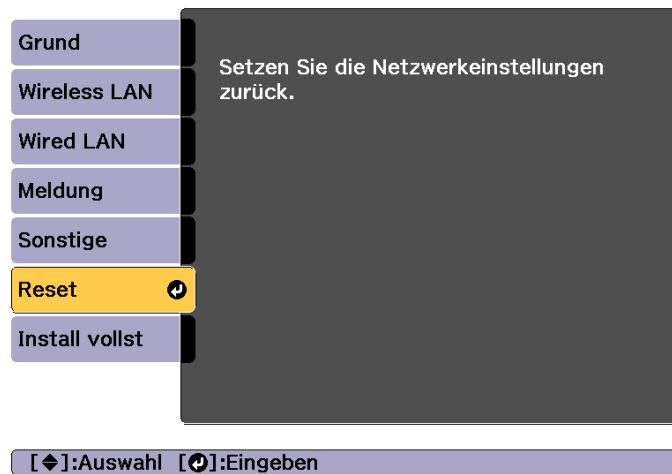 Grund
Wireless LAN
Wired LAN
Meldung
Sonstige
Reset
Install vollst
Setzen Sie die Netzwerkeinstellungen
zurück.
[◆]:Auswahl [↵]:Eingeben